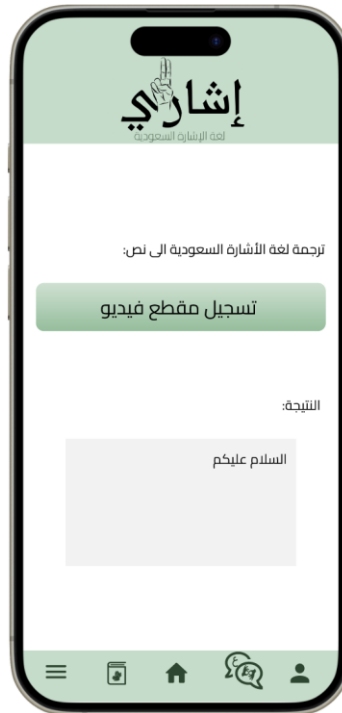 إشاري
لغة الإشارة السعودية
ترجمة لغة الأشارة السعودية الى نص:
تسجيل مقطع فيديو
النتيجة:
السلام عليكم